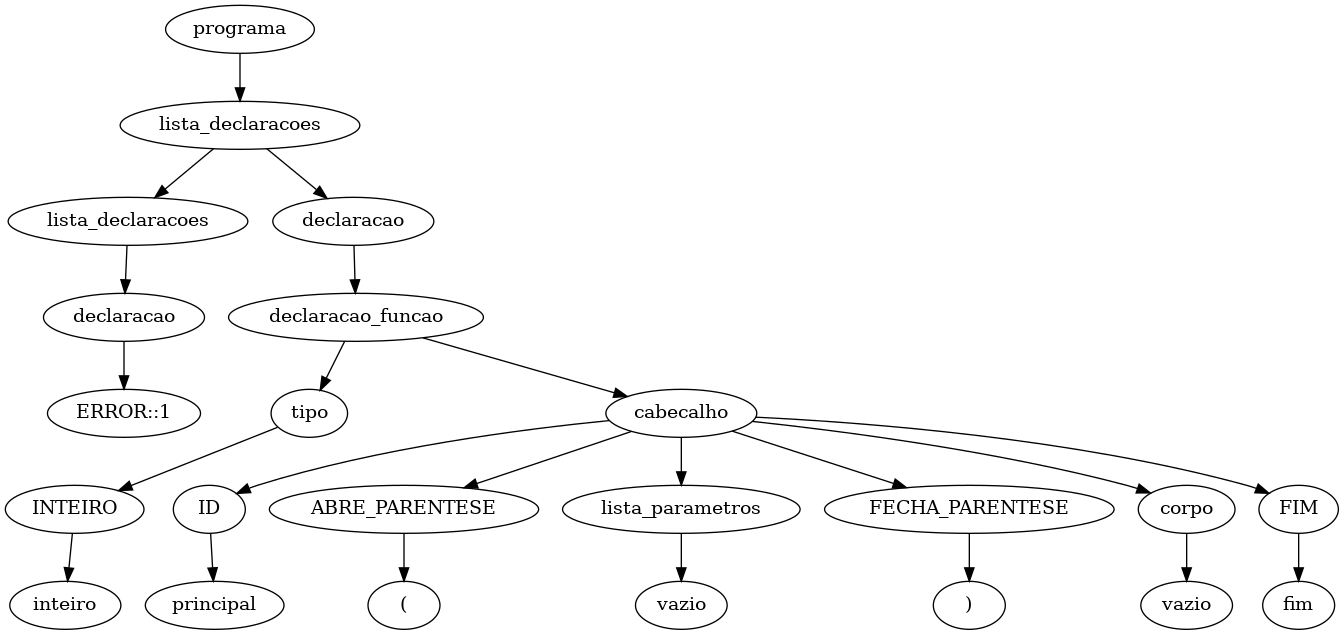 programa
lista_declaracoes
lista_declaracoes
declaracao
declaracao
declaracao_funcao
ERROR::1
tipo
cabecalho
INTEIRO
ID
ABRE_PARENTESE
lista_parametros
FECHA_PARENTESE
corpo
FIM
inteiro
principal
(
vazio
)
vazio
fim